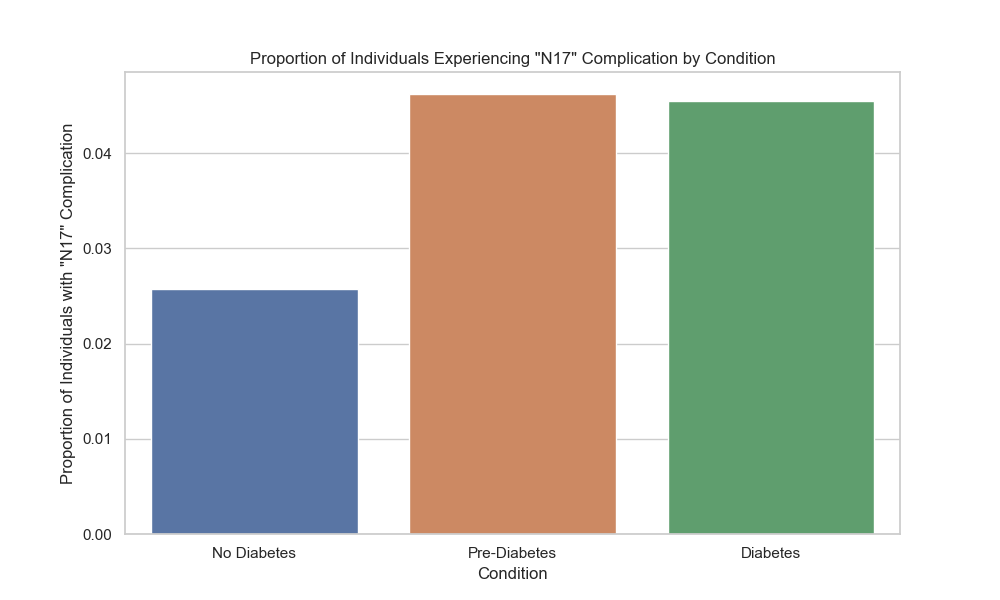 Proportion of Individuals Experiencing "N17" Complication by Condition
Proportion of Individuals with "N17" Complication
0.04
0.03
0.02
0.01
0.00
No Diabetes
Pre-Diabetes
Diabetes
Condition